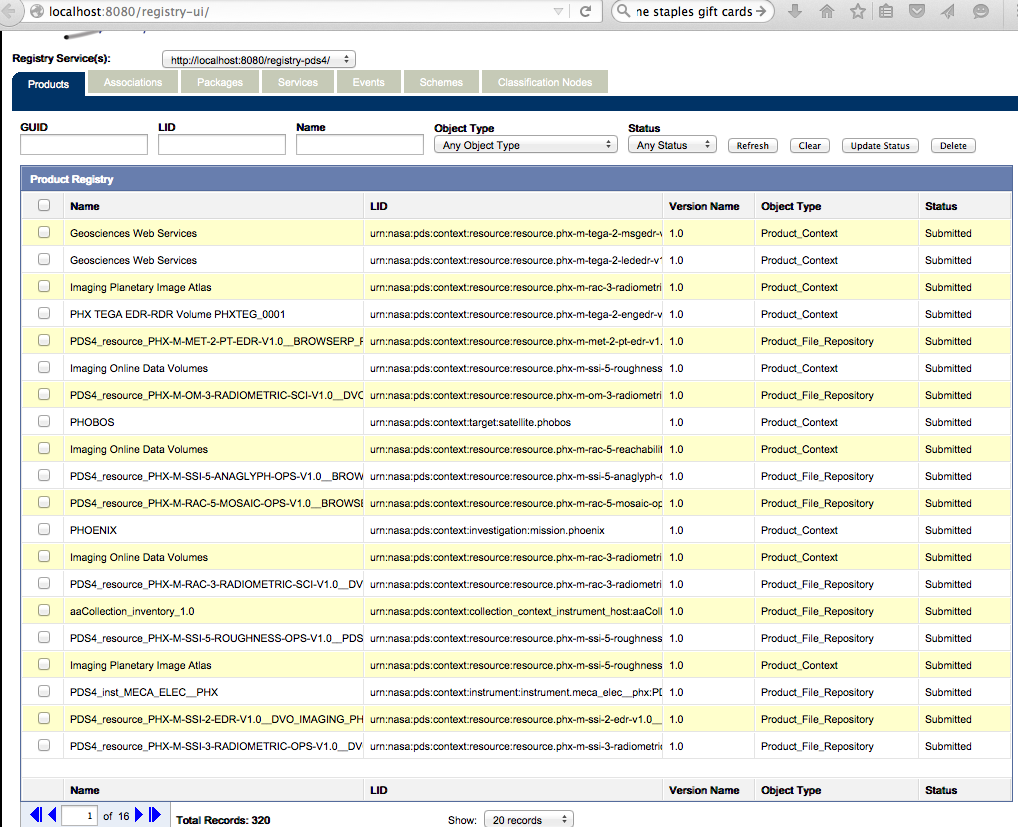 localhost:8080/registry-ui/ ne staples gift cards
Registry Service(s): http://localhost:8080/registry-pds4/
Products Associations Packages Services Events Schemes Classification Nodes
GUID LID Name Object Type Status
Any Object Type Any Status Refresh Clear Update Status Delete
Product Registry
Name LID Version Name Object Type Status
Geosciences Web Services urn:nasa:pds:context:resource:resource.phx-m-tega-2-msgedr-v 1.0 Product_Context Submitted
Geosciences Web Services urn:nasa:pds:context:resource:resource.phx-m-tega-2-lededr-v1 1.0 Product_Context Submitted
Imaging Planetary Image Atlas urn:nasa:pds:context:resource:resource.phx-m-rac-3-radiometri 1.0 Product_Context Submitted
PHX TEGA EDR-RDR Volume PHXTEG_0001 urn:nasa:pds:context:resource:resource.phx-m-tega-2-engedr-v 1.0 Product_Context Submitted
PDS4_resource_PHX-M-MET-2-PT-EDR-V1.0__BROWSERP_F urn:nasa:pds:context:resource:resource.phx-m-met-2-pt-edr-v1. 1.0 Product_File_Repository Submitted
Imaging Online Data Volumes urn:nasa:pds:context:resource:resource.phx-m-ssi-5-roughness 1.0 Product_Context Submitted
PDS4_resource_PHX-M-OM-3-RADIOMETRIC-SCI-V1.0__DVC urn:nasa:pds:context:resource:resource.phx-m-om-3-radiometri 1.0 Product_File_Repository Submitted
PHOBOS urn:nasa:pds:context:target:satellite.phobos 1.0 Product_Context Submitted
Imaging Online Data Volumes urn:nasa:pds:context:resource:resource.phx-m-rac-5-reachabilit 1.0 Product_Context Submitted
PDS4_resource_PHX-M-SSI-5-ANAGLYPH-OPS-V1.0__BROW urn:nasa:pds:context:resource:resource.phx-m-ssi-5-anaglyph-o 1.0 Product_File_Repository Submitted
PDS4_resource_PHX-M-RAC-5-MOSAIC-OPS-V1.0__BROWSE urn:nasa:pds:context:resource:resource.phx-m-rac-5-mosaic-op 1.0 Product_File_Repository Submitted
PHOENIX urn:nasa:pds:context:investigation:mission.phoenix 1.0 Product_Context Submitted
Imaging Online Data Volumes urn:nasa:pds:context:resource:resource.phx-m-rac-3-radiometri 1.0 Product_Context Submitted
PDS4_resource_PHX-M-RAC-3-RADIOMETRIC-SCI-V1.0__DV urn:nasa:pds:context:resource:resource.phx-m-rac-3-radiometri 1.0 Product_File_Repository Submitted
aaCollection_inventory_1.0 urn:nasa:pds:context:collection_context_instrument_host:aaColl 1.0 Product_File_Repository Submitted
PDS4_resource_PHX-M-SSI-5-ROUGHNESS-OPS-V1.0__PDS urn:nasa:pds:context:resource:resource.phx-m-ssi-5-roughness 1.0 Product_File_Repository Submitted
Imaging Planetary Image Atlas urn:nasa:pds:context:resource:resource.phx-m-ssi-5-roughness 1.0 Product_Context Submitted
PDS4_inst_MECA_ELEC__PHX urn:nasa:pds:context:instrument:instrument.meca_elec__phx:PD 1.0 Product_File_Repository Submitted
PDS4_resource_PHX-M-SSI-2-EDR-V1.0__DVO_IMAGING_PH urn:nasa:pds:context:resource:resource.phx-m-ssi-2-edr-v1.0__ 1.0 Product_File_Repository Submitted
PDS4_resource_PHX-M-SSI-3-RADIOMETRIC-OPS-V1.0__DV urn:nasa:pds:context:resource:resource.phx-m-ssi-3-radiometric 1.0 Product_File_Repository Submitted
Name LID Version Name Object Type Status
1 of 16 Total Records: 320 Show: 20 records